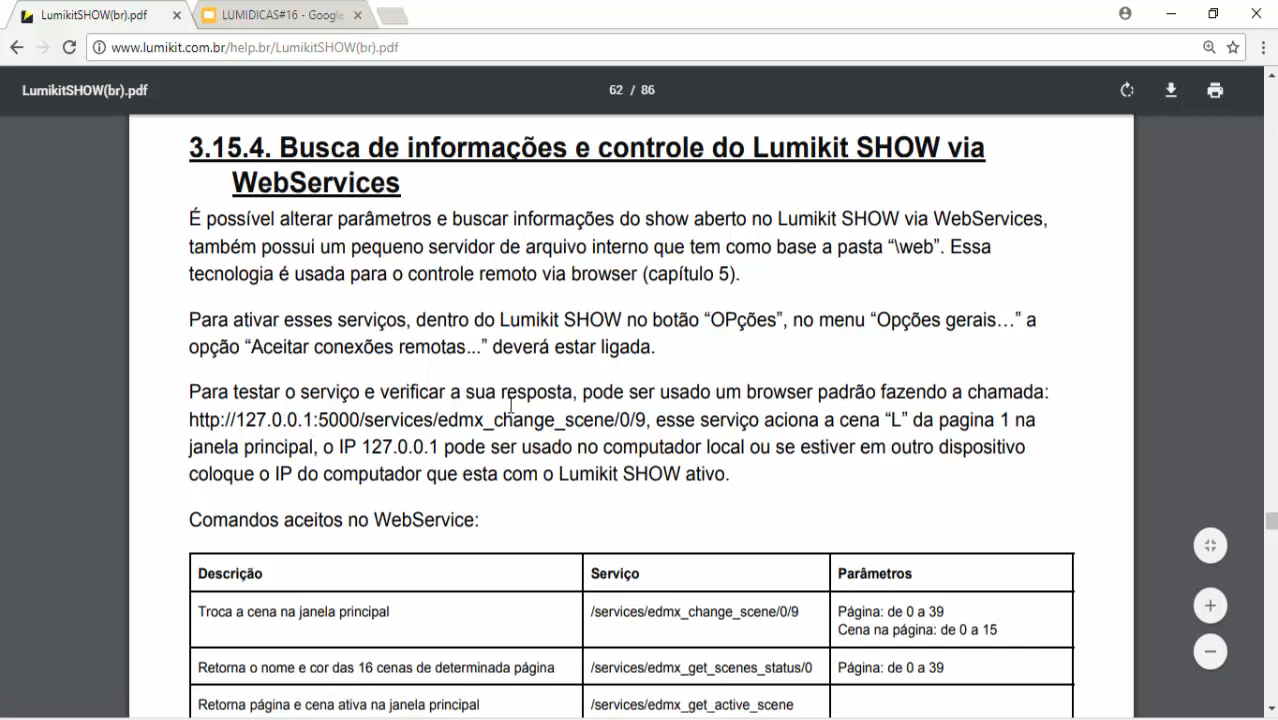 LumikitSHOW(br).pdf
LUMIDICAS#16 - Google
www.lumikit.com.br/help.br/LumikitSHOW(br).pdf
LumikitSHOW(br).pdf
62 / 86
3.15.4. Busca de informações e controle do Lumikit SHOW via
WebServices
É possível alterar parâmetros e buscar informações do show aberto no Lumikit SHOW via WebServices,
também possui um pequeno servidor de arquivo interno que tem como base a pasta “\web”. Essa
tecnologia é usada para o controle remoto via browser (capítulo 5).
Para ativar esses serviços, dentro do Lumikit SHOW no botão “OPções”, no menu “Opções gerais…” a
opção “Aceitar conexões remotas...” deverá estar ligada.
Para testar o serviço e verificar a sua resposta, pode ser usado um browser padrão fazendo a chamada:
http://127.0.0.1:5000/services/edmx_change_scene/0/9, esse serviço aciona a cena “L” da pagina 1 na
janela principal, o IP 127.0.0.1 pode ser usado no computador local ou se estiver em outro dispositivo
coloque o IP do computador que esta com o Lumikit SHOW ativo.
Comandos aceitos no WebService:
Descrição Serviço Parâmetros
Troca a cena na janela principal /services/edmx_change_scene/0/9 Página: de 0 a 39
Cena na página: de 0 a 15
Retorna o nome e cor das 16 cenas de determinada página /services/edmx_get_scenes_status/0 Página: de 0 a 39
Retorna página e cena ativa na janela principal /services/edmx_get_active_scene